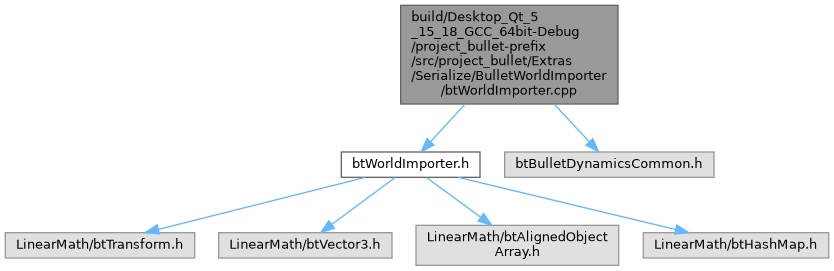 build/Desktop_Qt_5
_15_18_GCC_64bit-Debug
/project_bullet-prefix
/src/project_bullet/Extras
/Serialize/BulletWorldImporter
/btWorldImporter.cpp
btWorldImporter.h
btBulletDynamicsCommon.h
LinearMath/btTransform.h
LinearMath/btVector3.h
LinearMath/btAlignedObject
Array.h
LinearMath/btHashMap.h